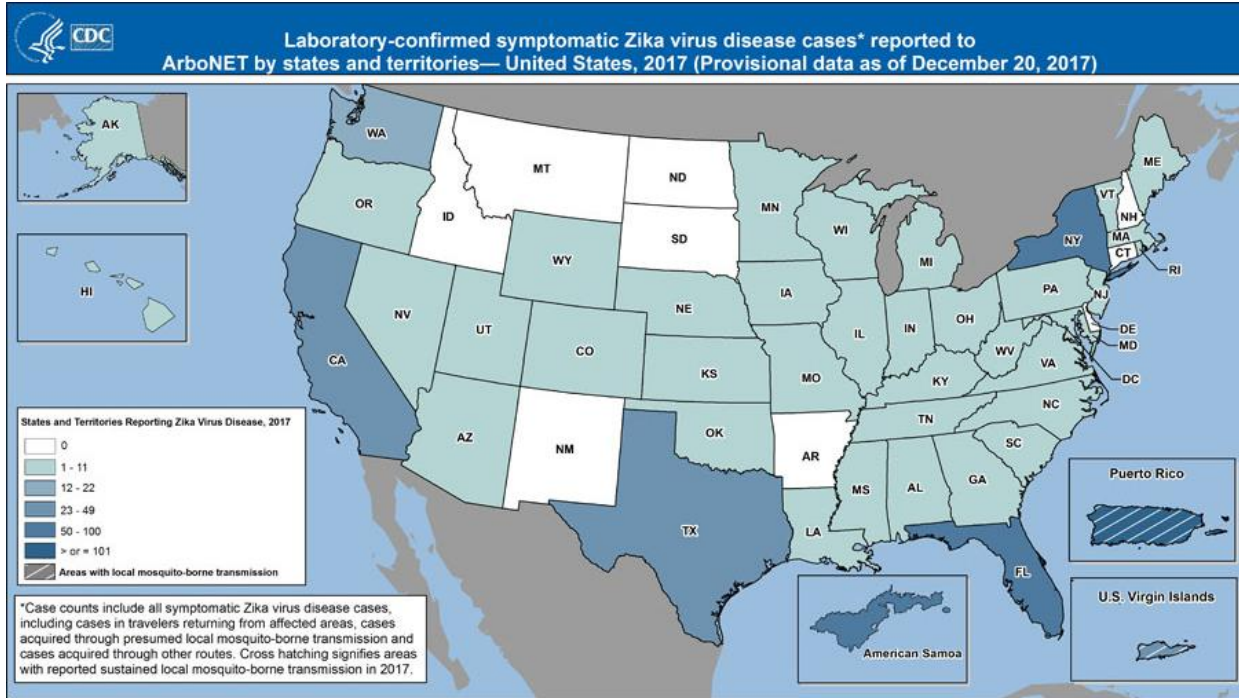 CDC
Laboratory-confirmed symptomatic Zika virus disease cases* reported to
ArboNET by states and territories— United States, 2017 (Provisional data as of December 20, 2017)
AK
HI
WA
OR
CA
NV
ID
MT
WY
UT
AZ
CO
NM
ND
SD
NE
KS
OK
TX
MN
IA
MO
AR
LA
WI
IL
MI
IN
OH
KY
TN
MS
AL
GA
FL
SC
NC
VA
WV
PA
NY
VT
NH
ME
MA
CT
RI
NJ
DE
MD
DC
States and Territories Reporting Zika Virus Disease, 2017
0
1 - 11
12 - 22
23 - 49
50 - 100
> or = 101
Areas with local mosquito-borne transmission
*Case counts include all symptomatic Zika virus disease cases,
including cases in travelers returning from affected areas, cases
acquired through presumed local mosquito-borne transmission and
cases acquired through other routes. Cross hatching signifies areas
with reported sustained local mosquito-borne transmission in 2017.
American Samoa
Puerto Rico
U.S. Virgin Islands